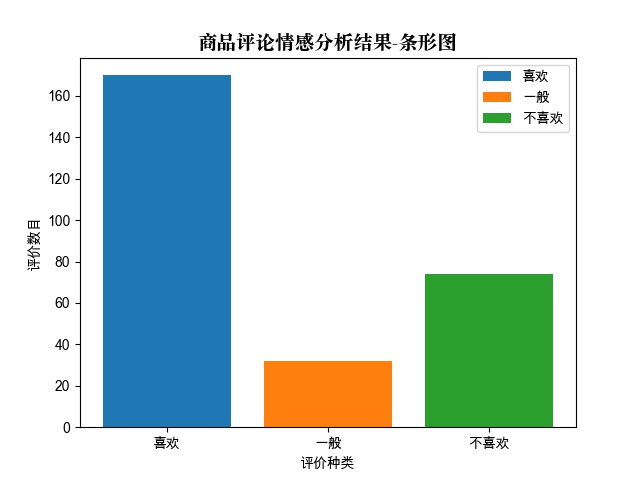 商品评论情感分析结果-条形图
喜欢
一般
不喜欢
评价数目
160
140
120
100
80
60
40
20
0
喜欢 一般 不喜欢
评价种类